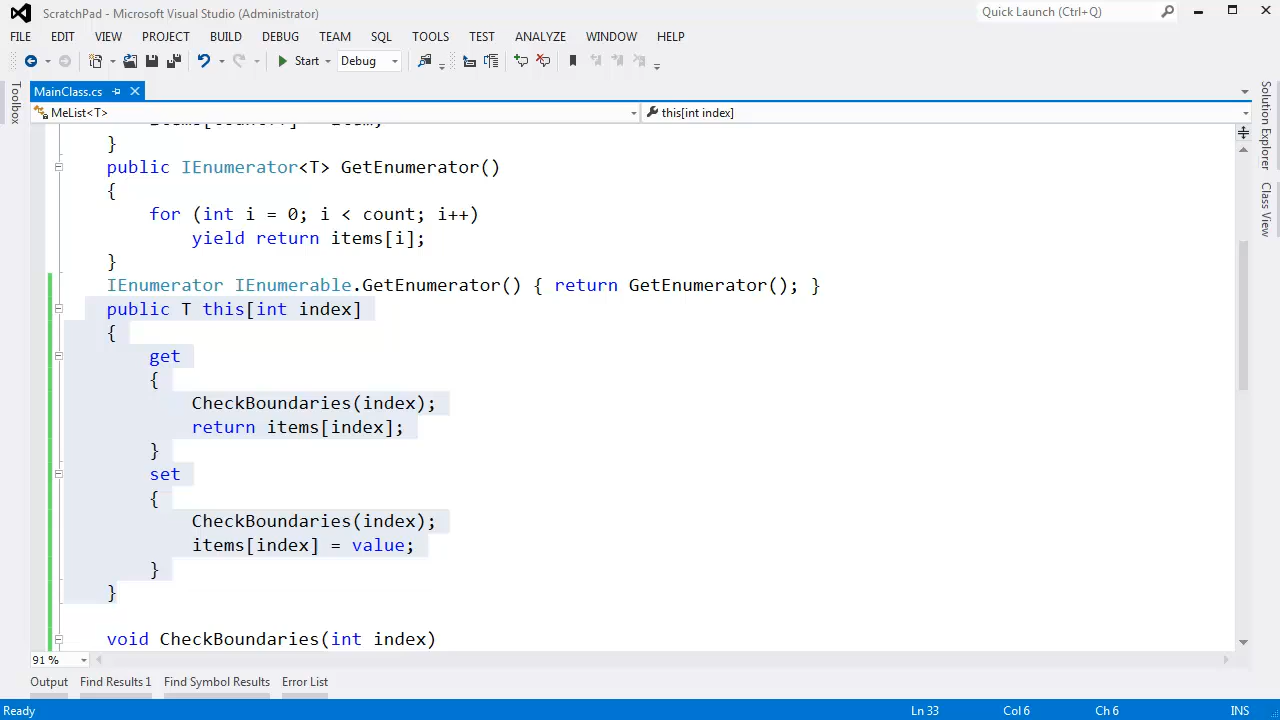 ScratchPad - Microsoft Visual Studio (Administrator)
Quick Launch (Ctrl+Q)
FILE EDIT VIEW PROJECT BUILD DEBUG TEAM SQL TOOLS TEST ANALYZE WINDOW HELP
Start Debug
Toolbox
MainClass.cs
MeList<T> this[int index]
}
public IEnumerator<T> GetEnumerator()
{
for (int i = 0; i < count; i++)
yield return items[i];
}
IEnumerator IEnumerable.GetEnumerator() { return GetEnumerator(); }
public T this[int index]
{
get
{
CheckBoundaries(index);
return items[index];
}
set
{
CheckBoundaries(index);
items[index] = value;
}
}
void CheckBoundaries(int index)
91 %
Solution Explorer
Class View
Output Find Results 1 Find Symbol Results Error List
Ready Ln 33 Col 6 Ch 6 INS